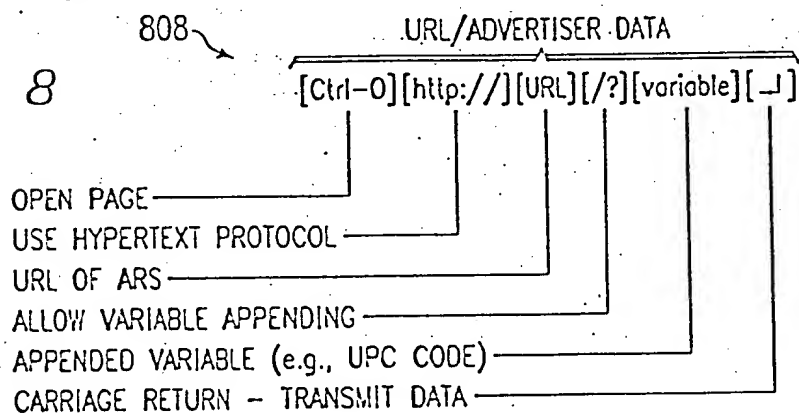 808
URL/ADVERTISER DATA
8
[Ctrl-O][http://][URL][/?][variable][↵]
OPEN PAGE
USE HYPERTEXT PROTOCOL
URL OF ARS
ALLOW VARIABLE APPENDING
APPENDED VARIABLE (e.g., UPC CODE)
CARRIAGE RETURN - TRANSMIT DATA